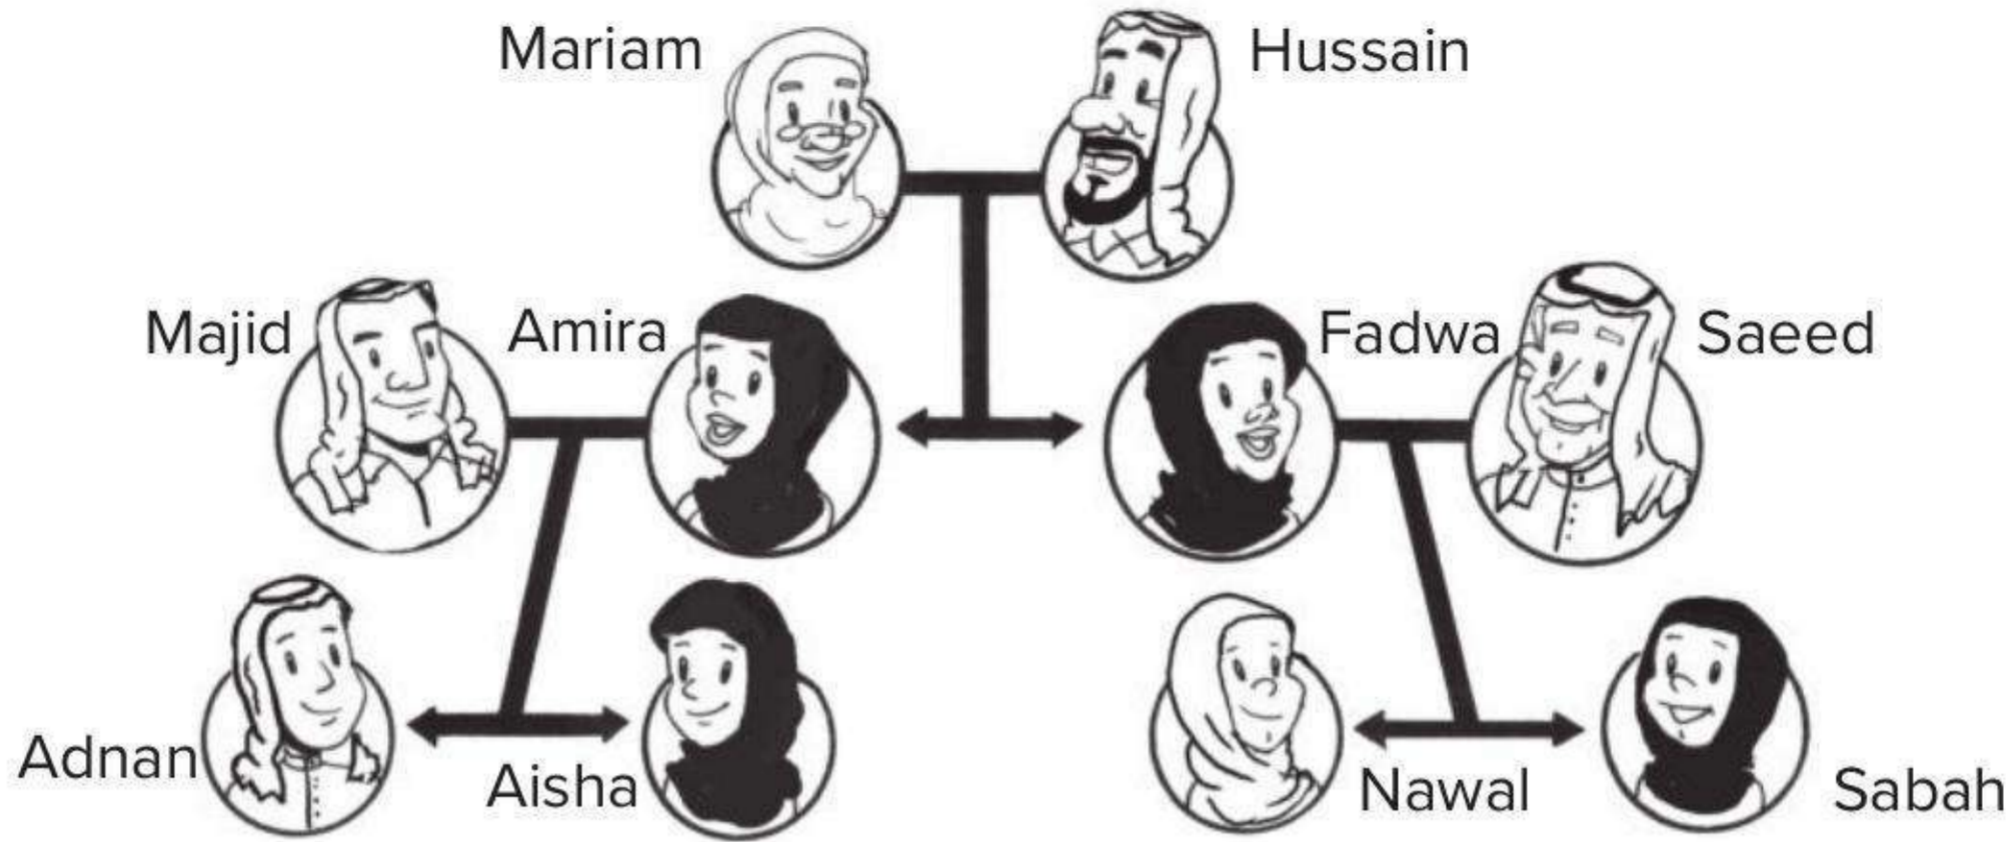 Mariam
Hussain
Majid
Amira
Fadwa
Saeed
Adnan
Aisha
Nawal
Sabah